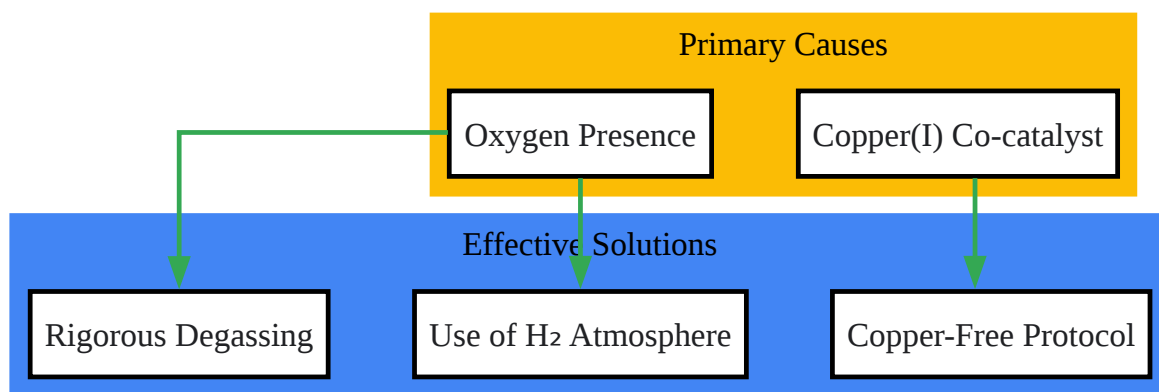 Primary Causes
Oxygen Presence
Copper(I) Co-catalyst
Effective Solutions
Rigorous Degassing
Use of H₂ Atmosphere
Copper-Free Protocol